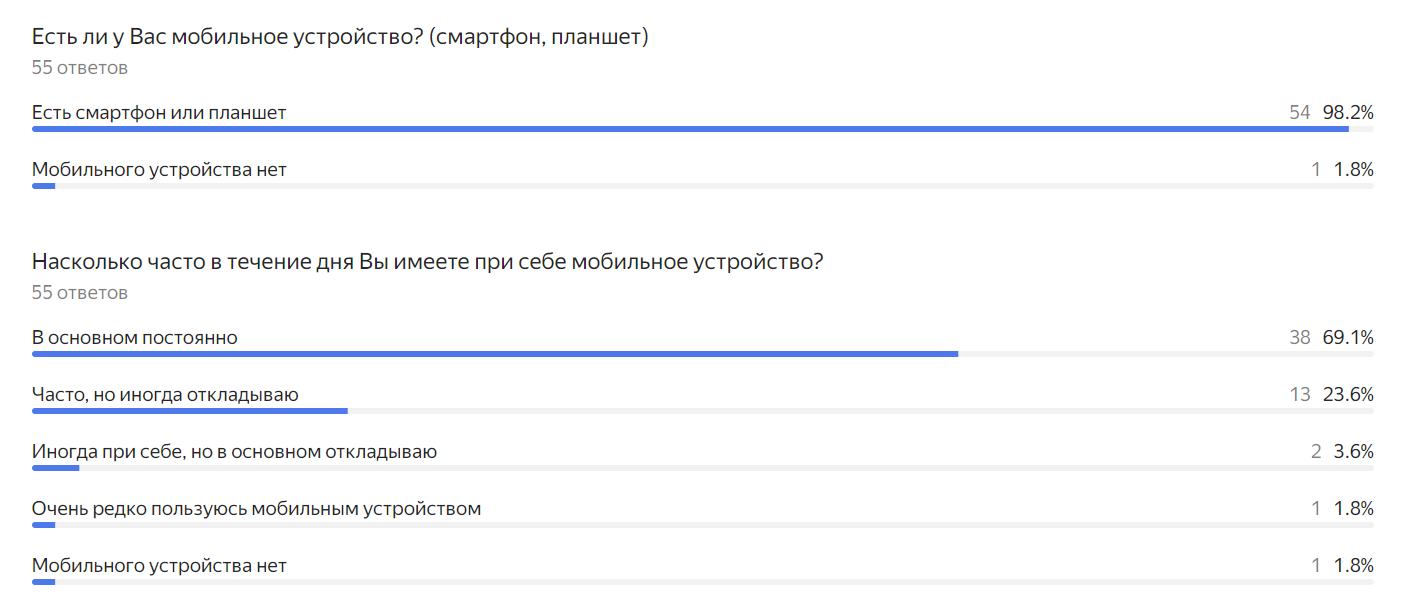 Есть ли у Вас мобильное устройство? (смартфон, планшет)
55 ответов
Есть смартфон или планшет 54 98.2%
Мобильного устройства нет 1 1.8%
Насколько часто в течение дня Вы имеете при себе мобильное устройство?
55 ответов
В основном постоянно 38 69.1%
Часто, но иногда откладываю 13 23.6%
Иногда при себе, но в основном откладываю 2 3.6%
Очень редко пользуюсь мобильным устройством 1 1.8%
Мобильного устройства нет 1 1.8%